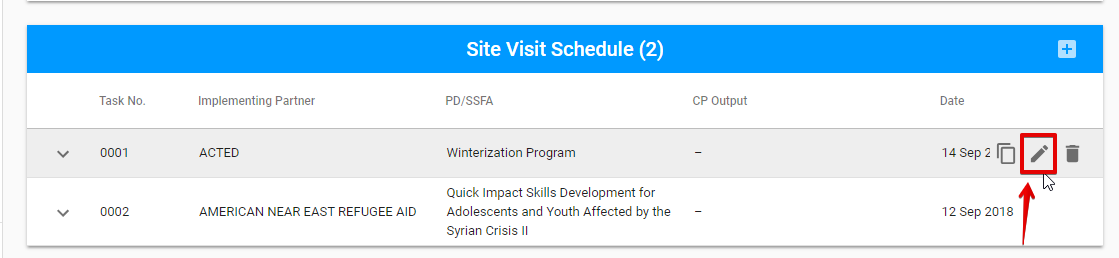 Site Visit Schedule (2)
Task No. Implementing Partner PD/SSFA CP Output Date
0001 ACTED Winterization Program – 14 Sep 2
0002 AMERICAN NEAR EAST REFUGEE AID Quick Impact Skills Development for
Adolescents and Youth Affected by the
Syrian Crisis II – 12 Sep 2018